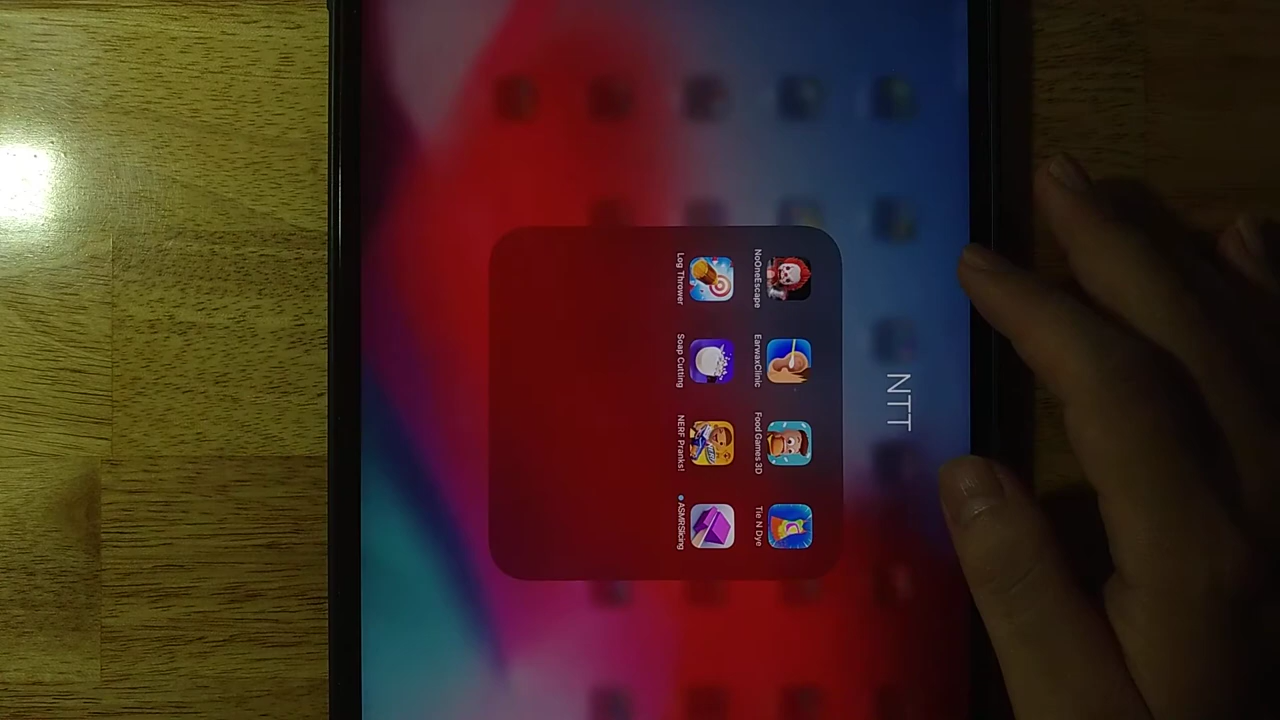 NTT
NoOneEscape
EarwaxClinic
Food Games 3D
Tie N Dye
Log Thrower
Soap Cutting
NERF Pranks!
ASMRSlicing